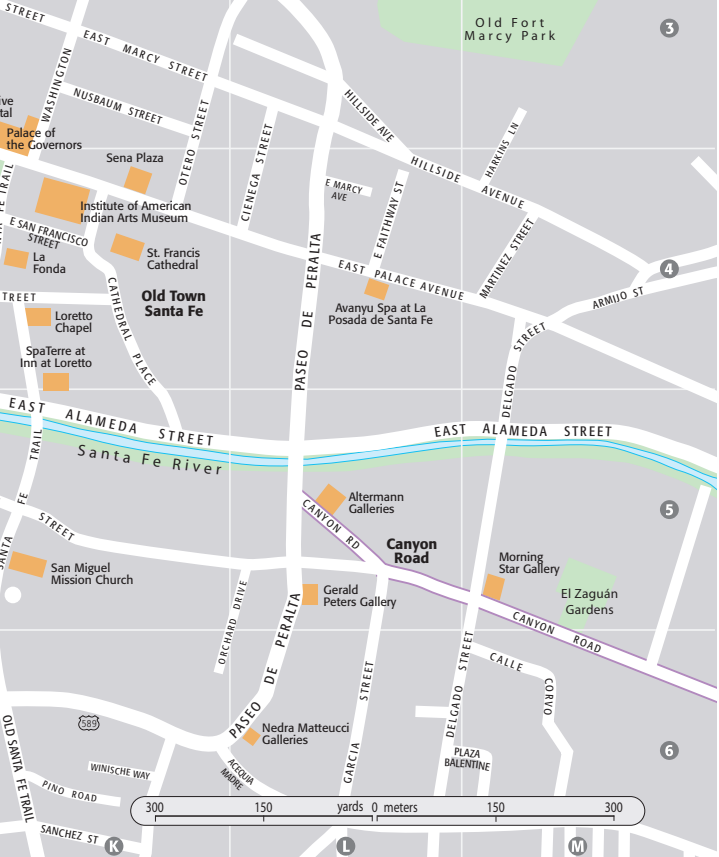 STREET
EAST MARCY STREET
Old Fort
Marcy Park
3
WASHINGTON
NUSBAUM STREET
HILLSIDE AVE
OTERO STREET
CIENEGA STREET
HARKINS LN
Palace of
the Governors
Sena Plaza
HILLSIDE AVENUE
E MARCY
AVE
E FAITHWAY ST
FE TRAIL
Institute of American
Indian Arts Museum
E SAN FRANCISCO
STREET
MARTINEZ STREET
La
Fonda
St. Francis
Cathedral
EAST PALACE AVENUE
4
TREET
CATHEDRAL PLACE
Old Town
Santa Fe
PASEO DE PERALTA
Avanyu Spa at La
Posada de Santa Fe
ARMIJO ST
Loretto
Chapel
DELGADO STREET
SpaTerre at
Inn at Loretto
EAST ALAMEDA STREET
EAST ALAMEDA STREET
Santa Fe River
SANTA FE TRAIL
STREET
Altermann
Galleries
CANYON RD
5
Canyon
Road
San Miguel
Mission Church
Morning
Star Gallery
El Zaguán
Gardens
Gerald
Peters Gallery
ORCHARD DRIVE
PASEO DE PERALTA
CANYON ROAD
DELGADO STREET
CALLE CORVO
GARCIA STREET
589
Nedra Matteucci
Galleries
OLD SANTA FE TRAIL
PLAZA
BALENTINE
6
WINISCHE WAY
ACEQUIA
MADRE
PINO ROAD
300 150 yards 0 meters 150 300
SANCHEZ ST
K
L
M